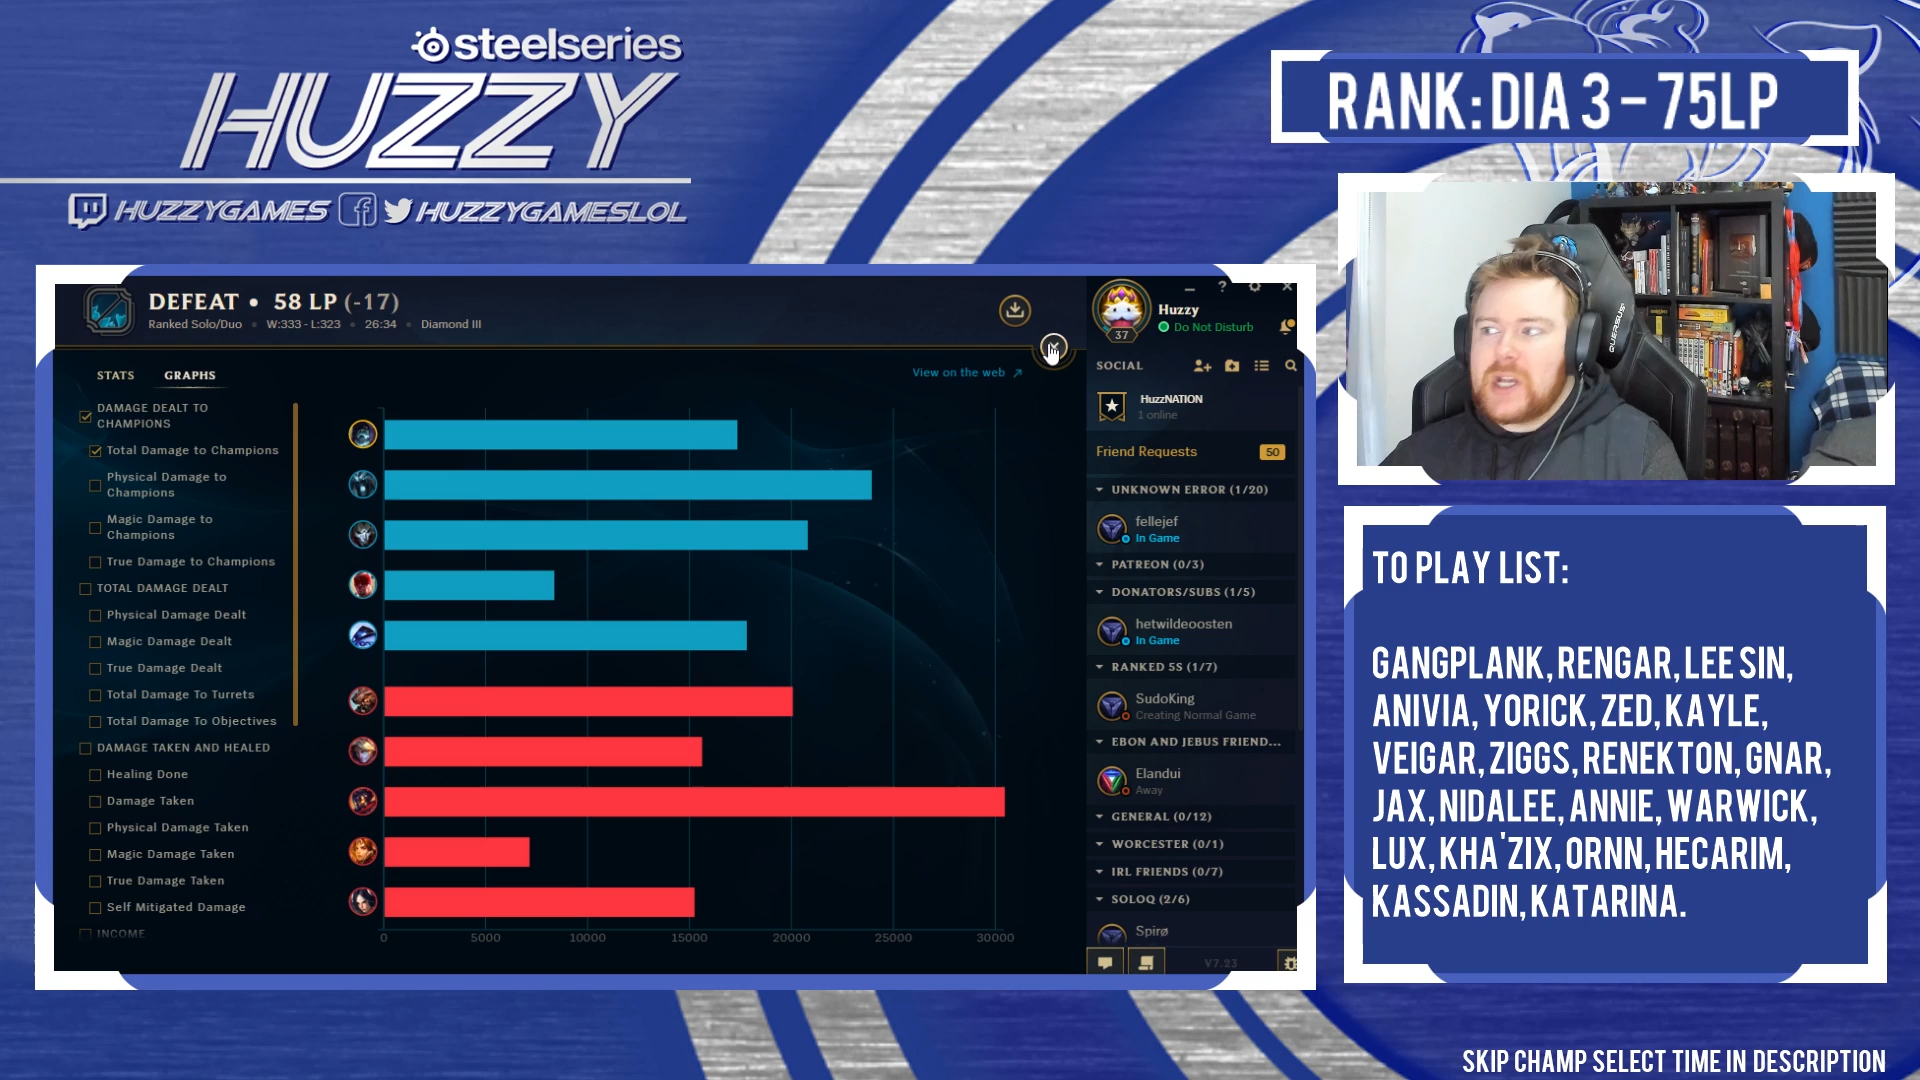 steelseries
HUZZY
HUZZYGAMES HUZZYGAMESLOL
RANK: DIA 3 – 75LP
DEFEAT • 58 LP (-17)
Ranked Solo/Duo • W:333 - L:323 • 26:34 • Diamond III
STATS GRAPHS
View on the web
DAMAGE DEALT TO
CHAMPIONS
Total Damage to Champions
Physical Damage to
Champions
Magic Damage to
Champions
True Damage to Champions
TOTAL DAMAGE DEALT
Physical Damage Dealt
Magic Damage Dealt
True Damage Dealt
Total Damage To Turrets
Total Damage To Objectives
DAMAGE TAKEN AND HEALED
Healing Done
Damage Taken
Physical Damage Taken
Magic Damage Taken
True Damage Taken
Self Mitigated Damage
INCOME
0 5000 10000 15000 20000 25000 30000
37
Huzzy
Do Not Disturb
SOCIAL
HuzzNATION
1 online
Friend Requests 50
UNKNOWN ERROR (1/20)
fellejef
In Game
PATREON (0/3)
DONATORS/SUBS (1/5)
hetwildeoosten
In Game
RANKED 5S (1/7)
SudoKing
Creating Normal Game
EBON AND JEBUS FRIEND...
Elandui
Away
GENERAL (0/12)
WORCESTER (0/1)
IRL FRIENDS (0/7)
SOLOQ (2/6)
Spirø
V7.23
QUERSUS
TO PLAY LIST:
GANGPLANK, RENGAR, LEE SIN,
ANIVIA, YORICK, ZED, KAYLE,
VEIGAR, ZIGGS, RENEKTON, GNAR,
JAX, NIDALEE, ANNIE, WARWICK,
LUX, KHA'ZIX, ORNN, HECARIM,
KASSADIN, KATARINA.
SKIP CHAMP SELECT TIME IN DESCRIPTION